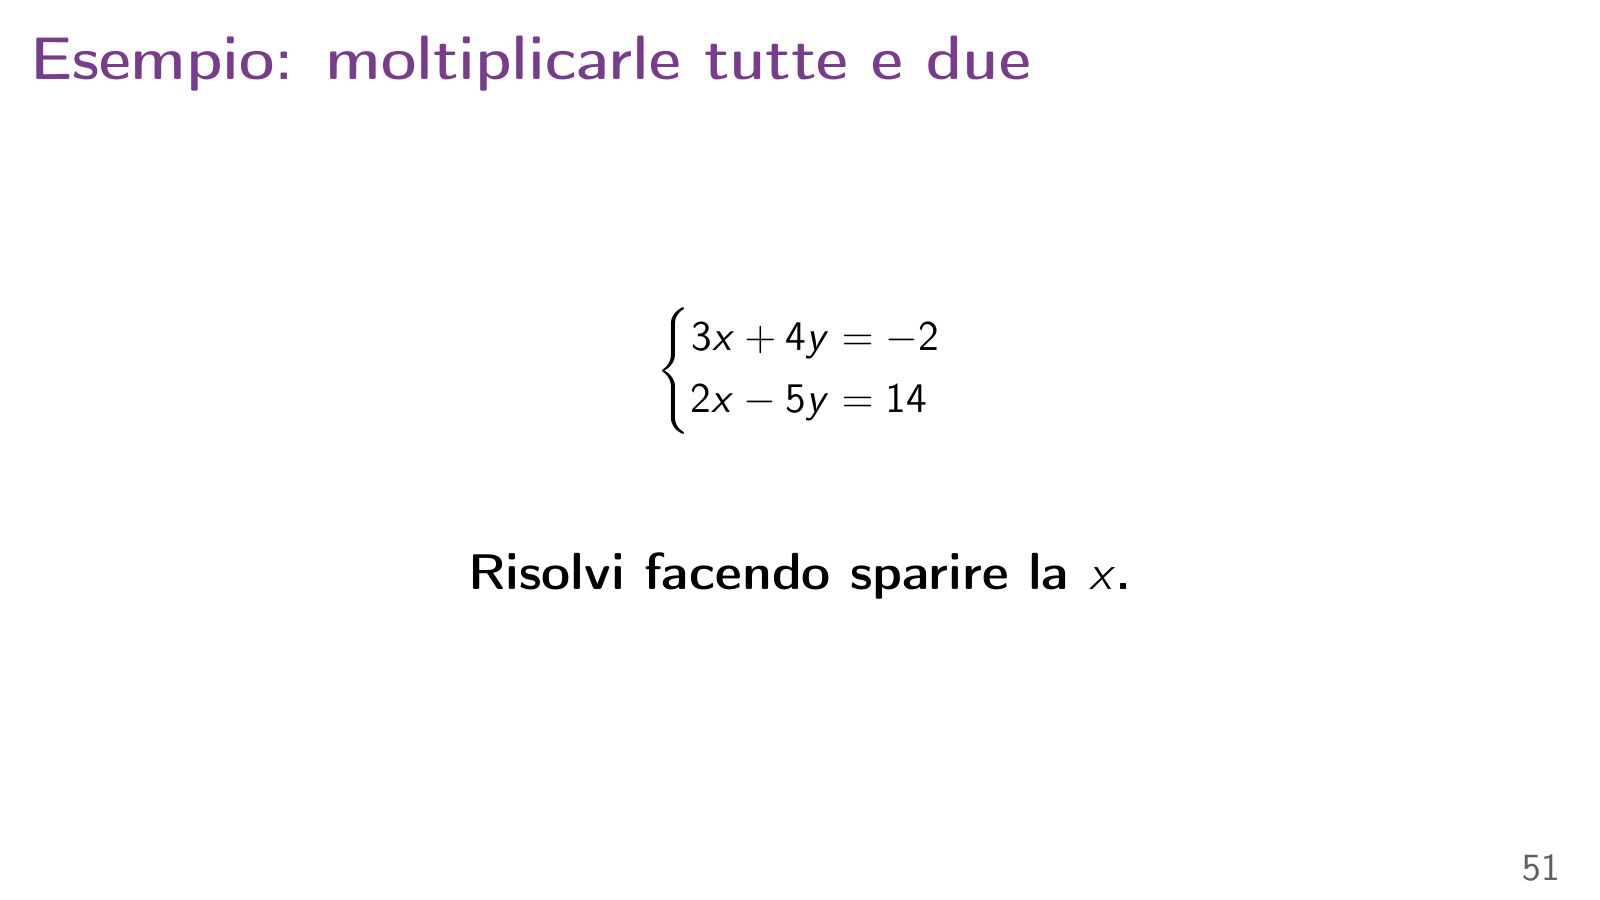 Esempio: moltiplicarle tutte e due
3x + 4y = −2
2x − 5y = 14
Risolvi facendo sparire la x.
51